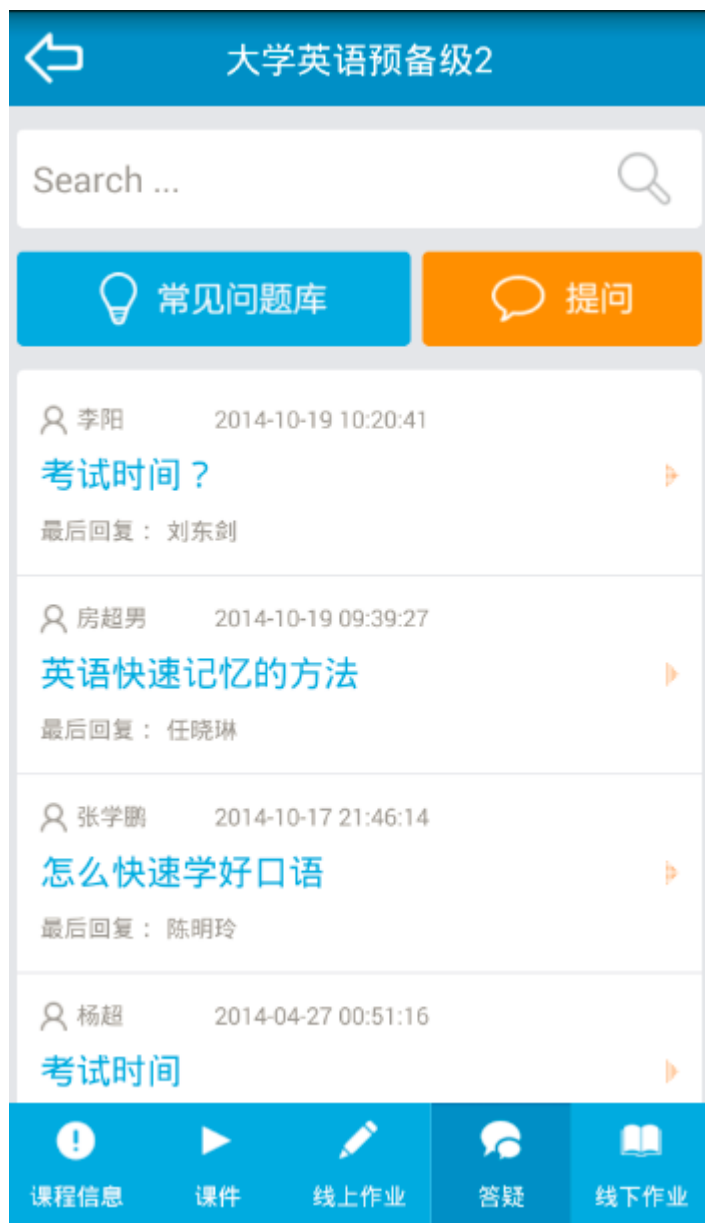 大学英语预备级2
Search ...
常见问题库 提问
李阳 2014-10-19 10:20:41
考试时间？
最后回复： 刘东剑
房超男 2014-10-19 09:39:27
英语快速记忆的方法
最后回复： 任晓琳
张学鹏 2014-10-17 21:46:14
怎么快速学好口语
最后回复： 陈明玲
杨超 2014-04-27 00:51:16
考试时间
课程信息 课件 线上作业 答疑 线下作业